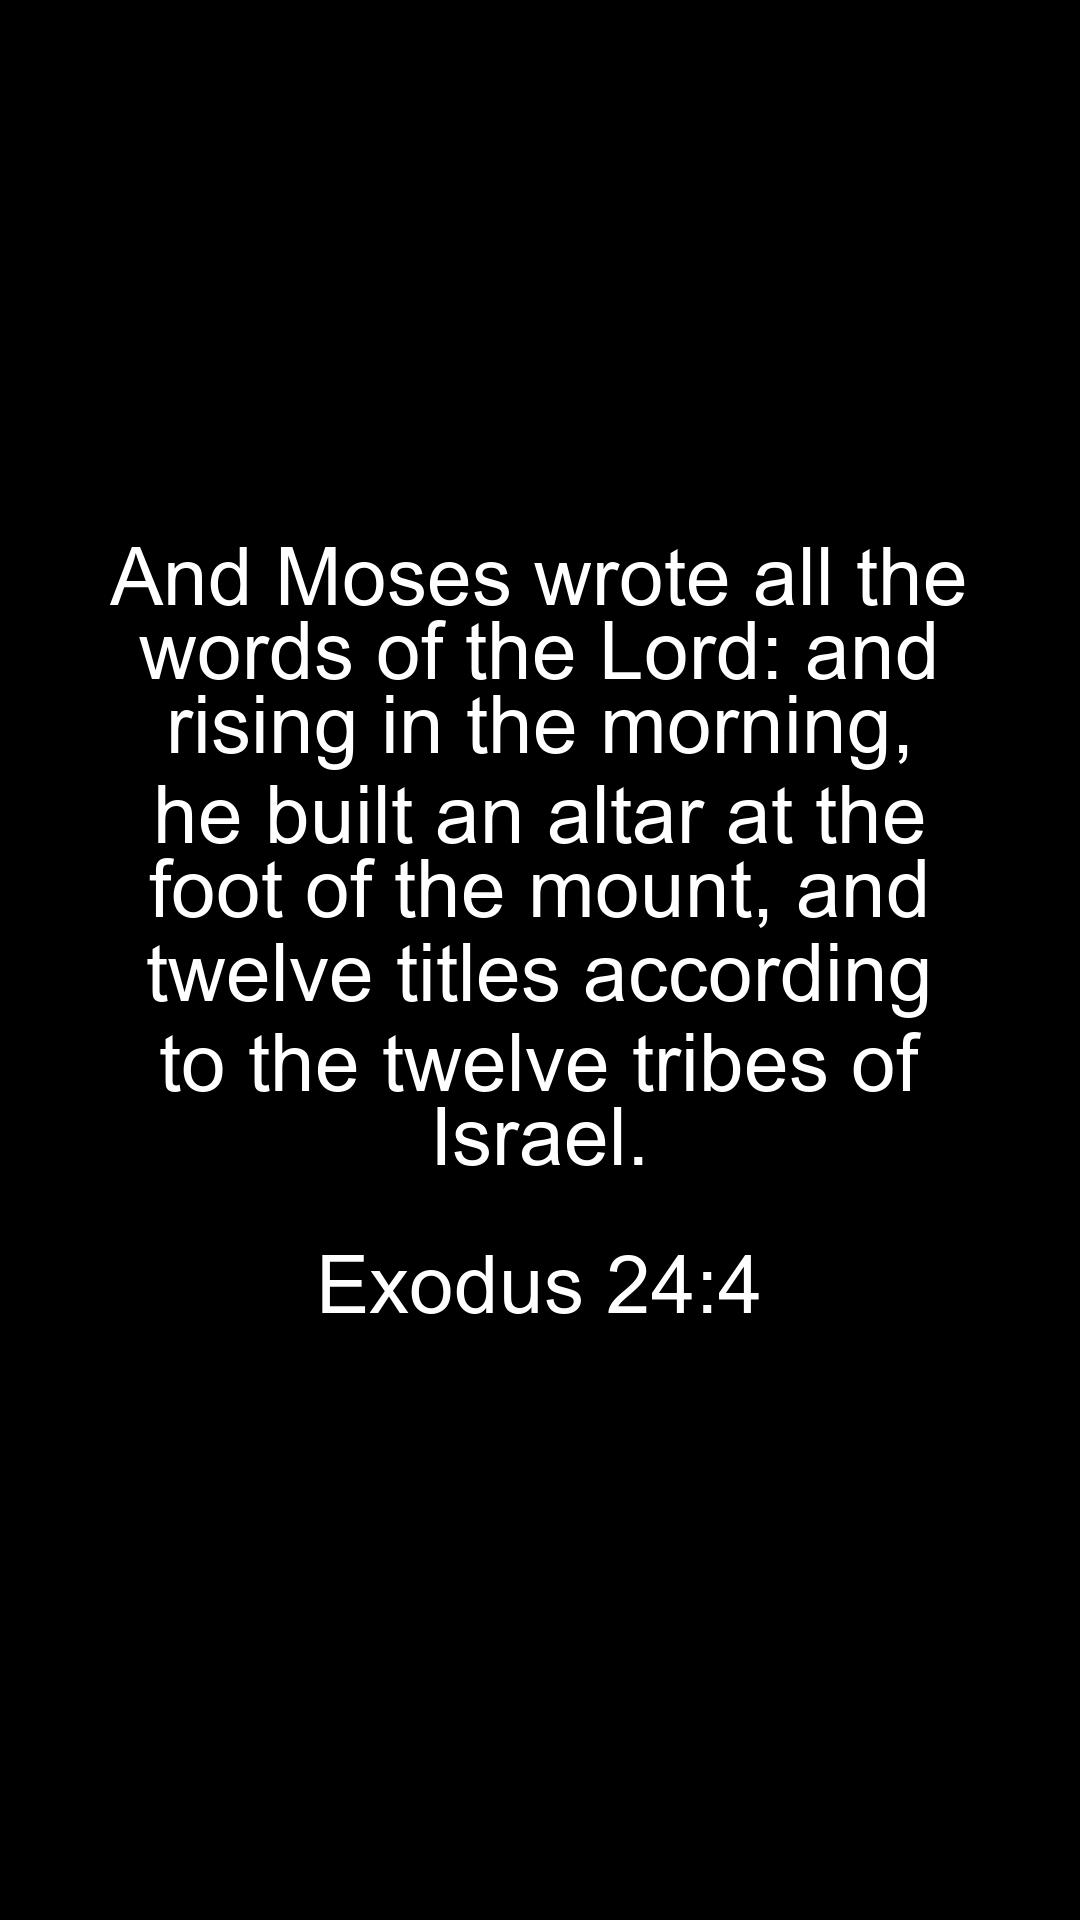 And Moses wrote all the
words of the Lord: and
rising in the morning,
he built an altar at the
foot of the mount, and
twelve titles according
to the twelve tribes of
Israel.
Exodus 24:4